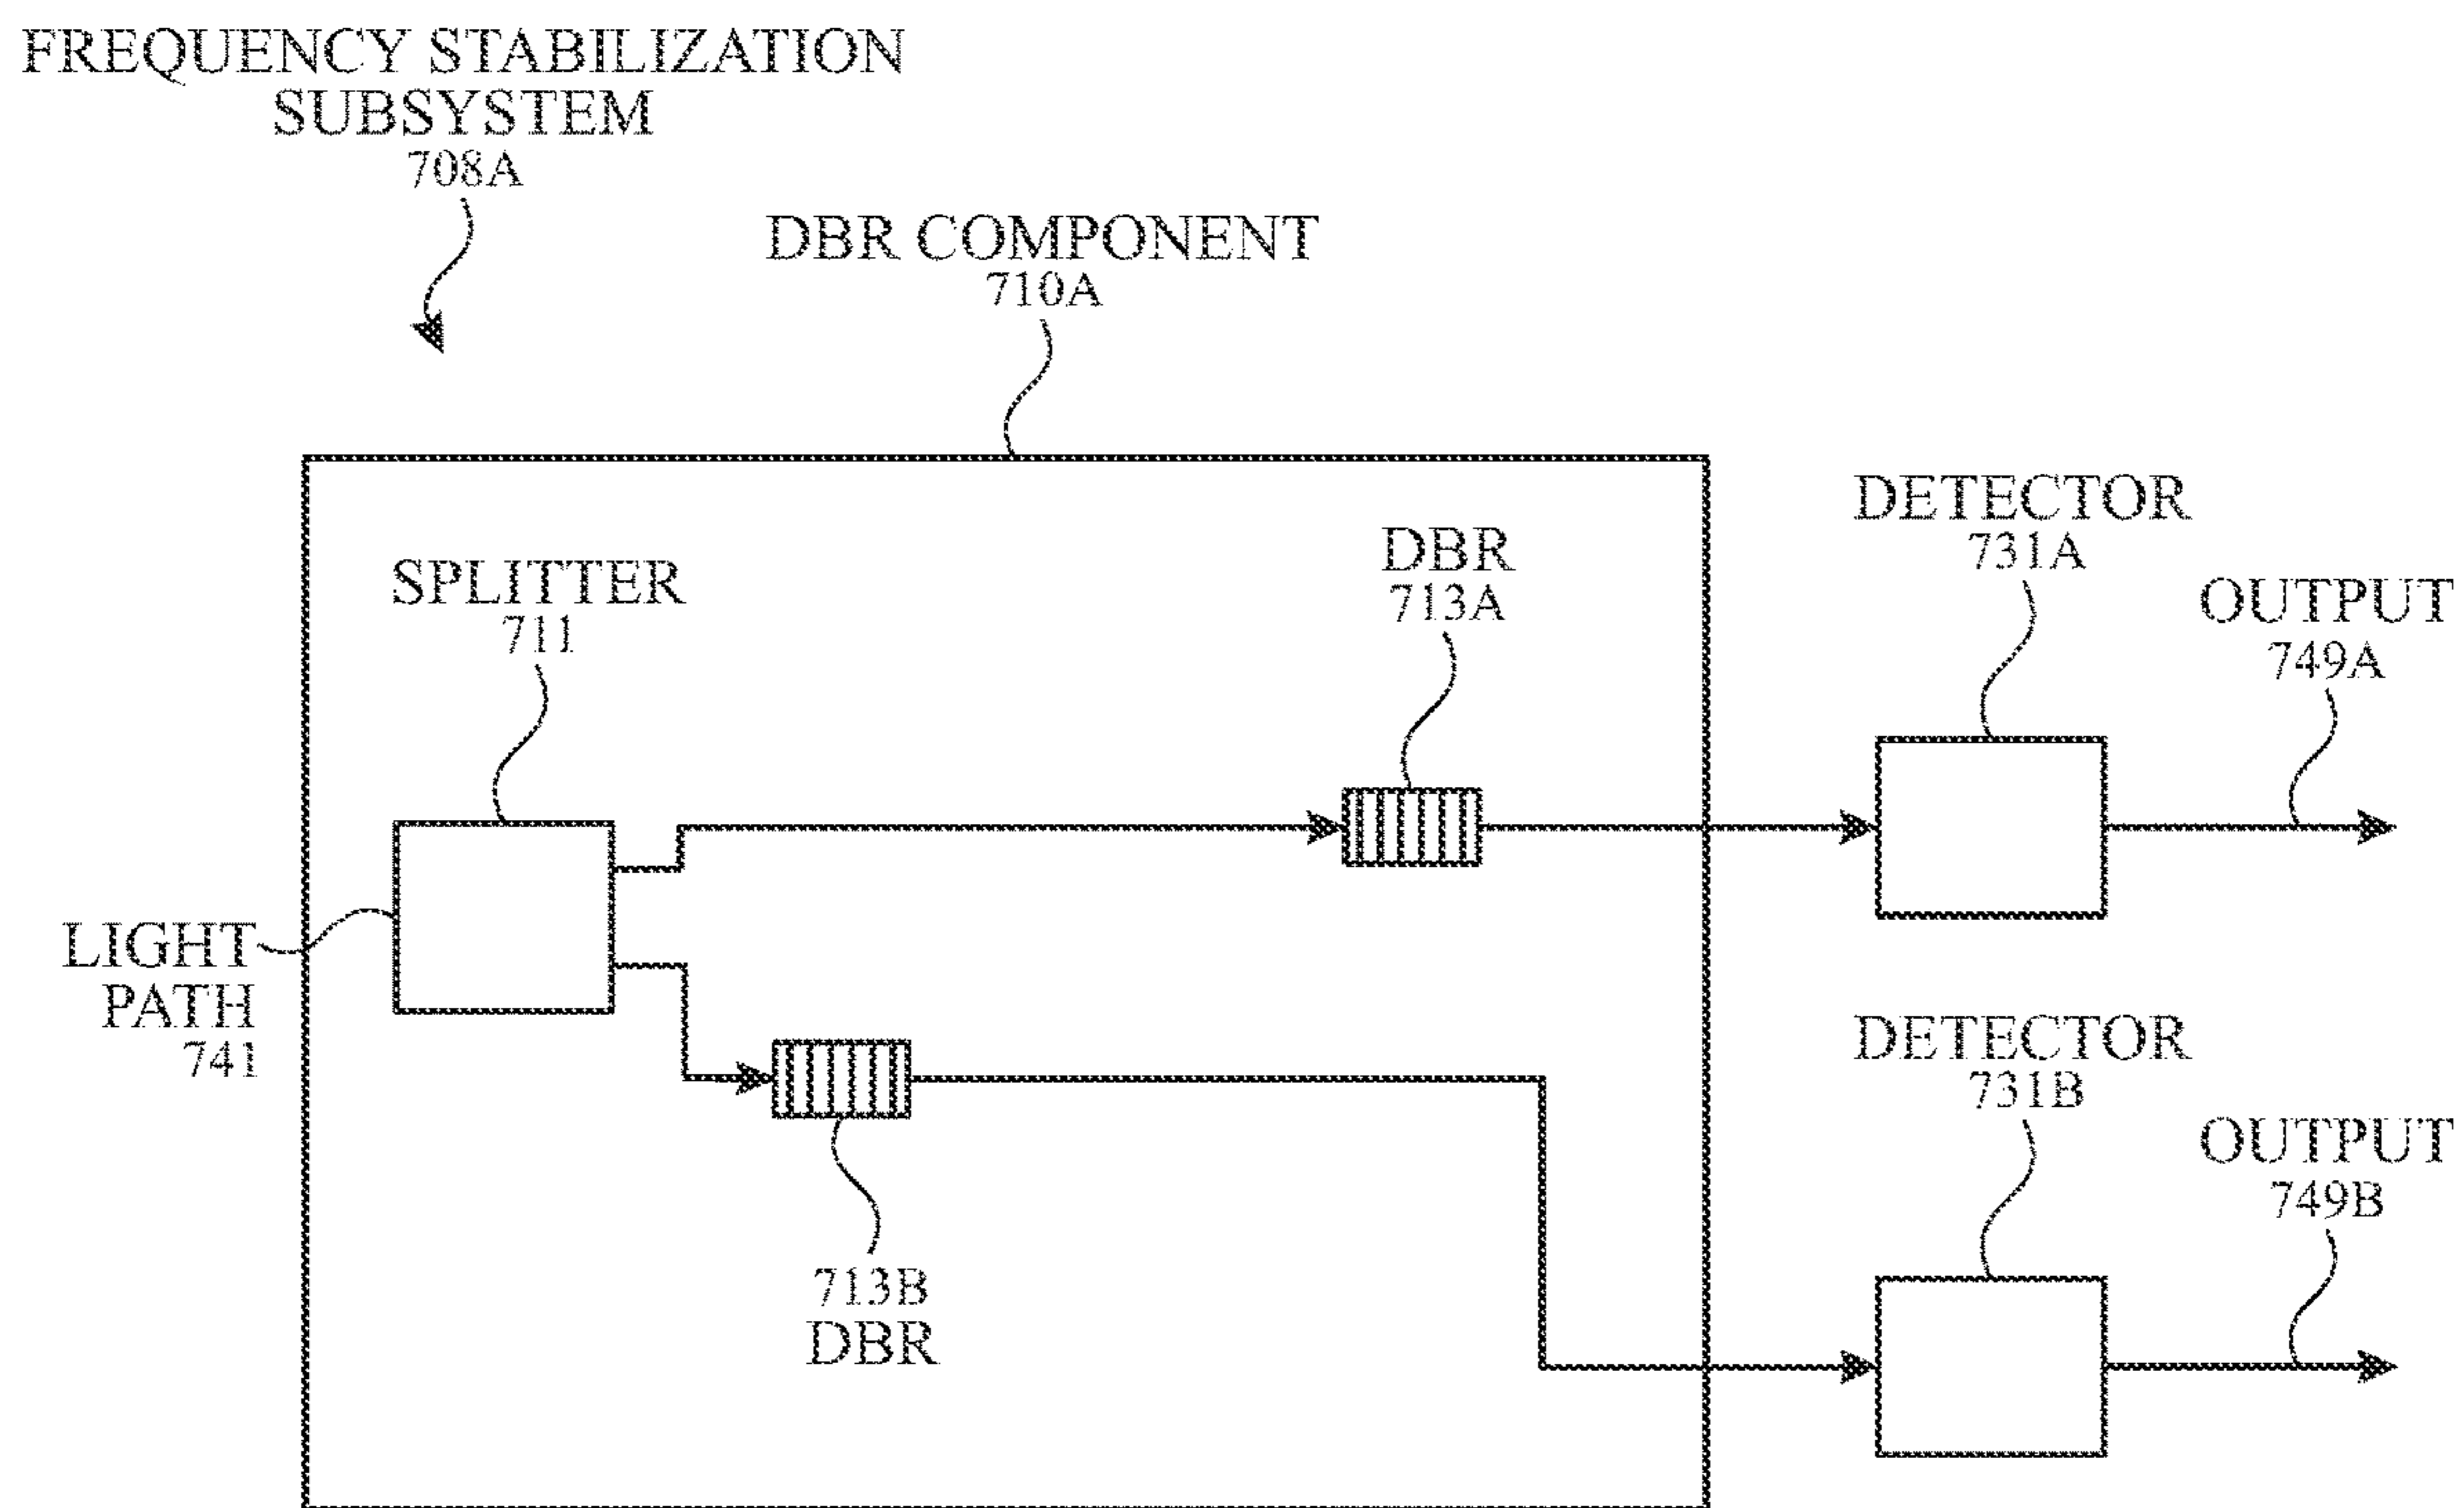 FREQUENCY STABILIZATION
SUBSYSTEM
708A
DBR COMPONENT
710A
DETECTOR
731A
DBR
713A
SPLITTER
711
OUTPUT
749A
LIGHT
PATH
741
DETECTOR
731B
OUTPUT
749B
713B
DBR